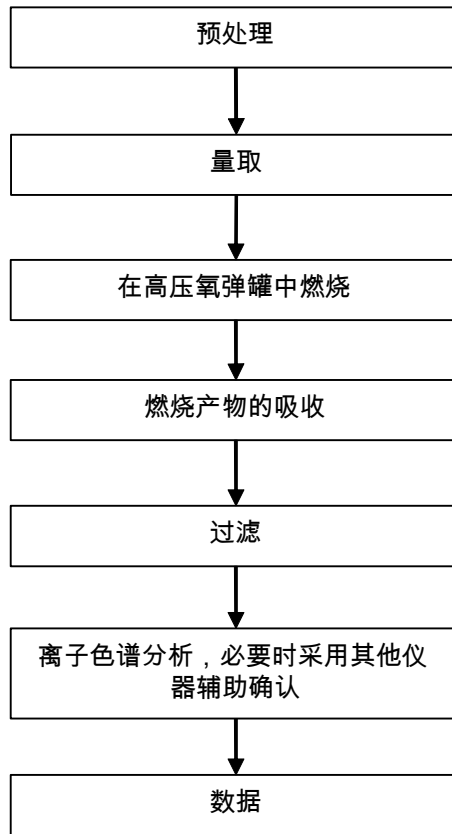 预处理
量取
在高压氧弹罐中燃烧
燃烧产物的吸收
过滤
离子色谱分析，必要时采用其他仪
器辅助确认
数据